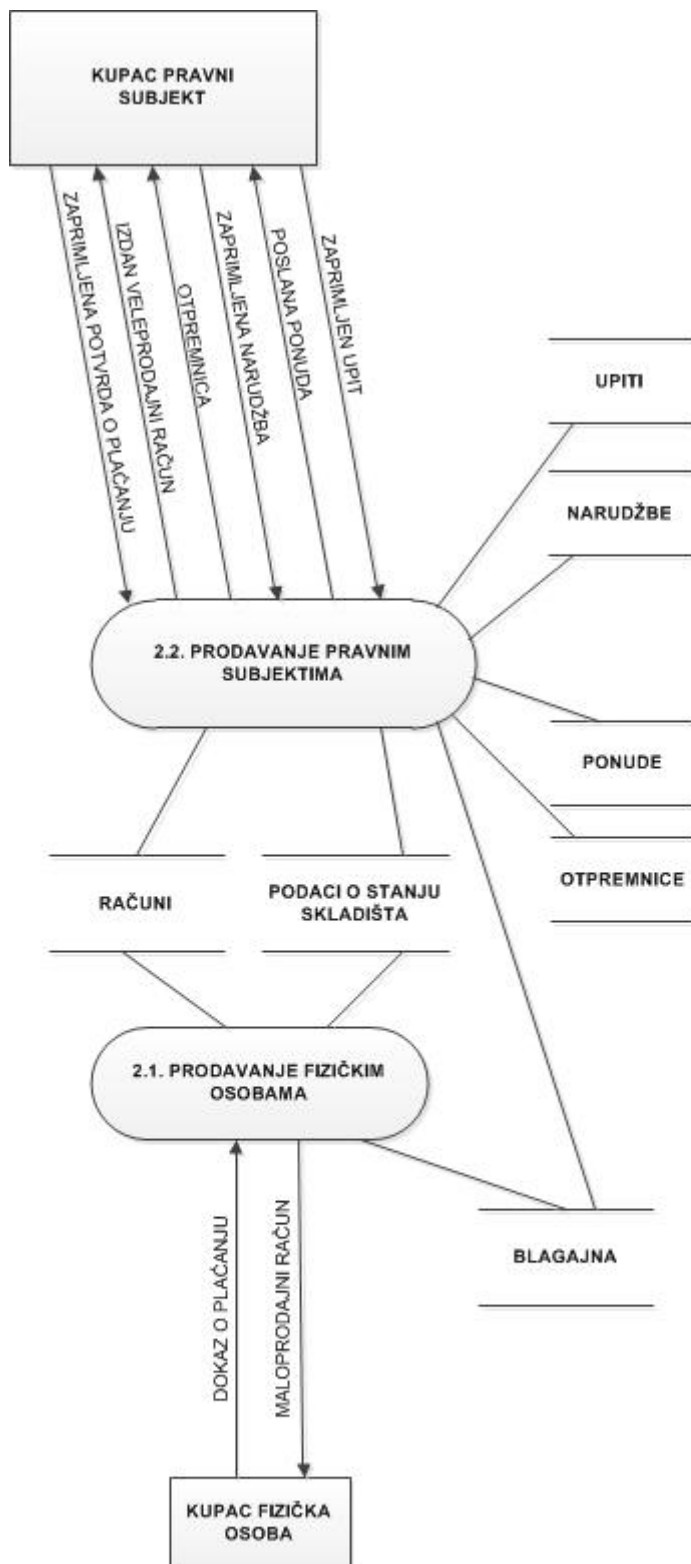 KUPAC PRAVNI
SUBJEKT
ZAPRIMLJENA POTVRDA O PLAĆANJU
IZDAN VELEPRODAJNI RAČUN
OTPREMNICA
ZAPRIMLJENA NARUDŽBA
POSLANA PONUDA
ZAPRIMLJEN UPIT
UPITI
NARUDŽBE
2.2. PRODAVANJE PRAVNIM
SUBJEKTIMA
PONUDE
OTPREMNICE
RAČUNI
PODACI O STANJU
SKLADIŠTA
2.1. PRODAVANJE FIZIČKIM
OSOBAMA
DOKAZ O PLAĆANJU
MALOPRODAJNI RAČUN
BLAGAJNA
KUPAC FIZIČKA
OSOBA